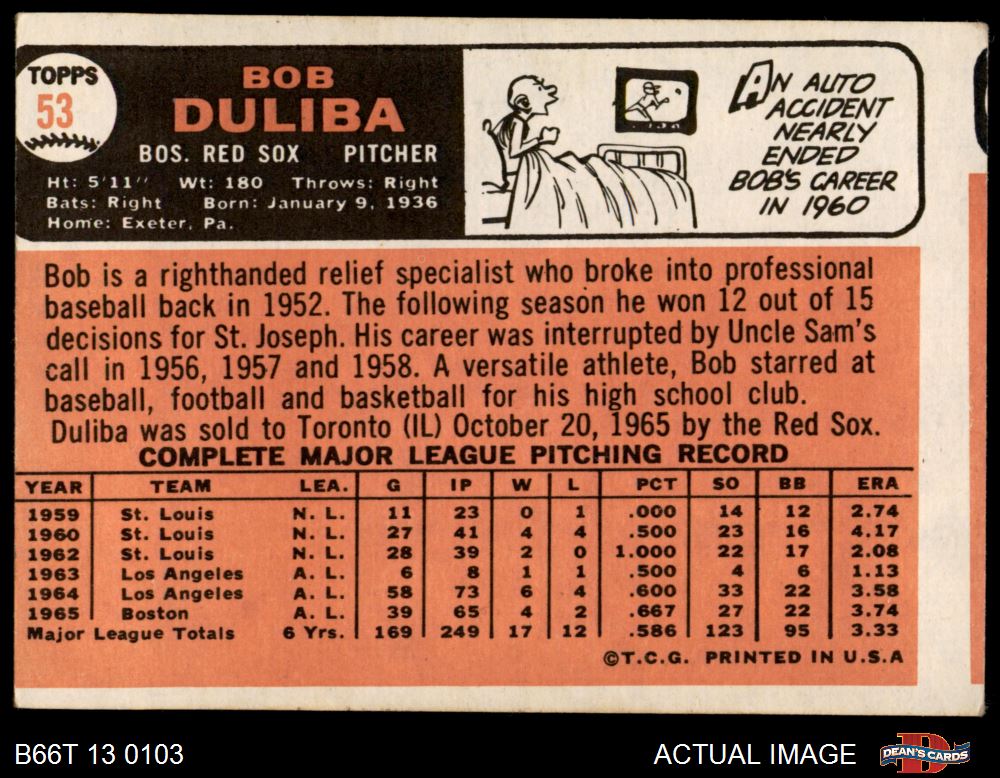 TOPPS
53
BOB
DULIBA
BOS. RED SOX PITCHER
Ht: 5'11" Wt: 180 Throws: Right
Bats: Right Born: January 9, 1936
Home: Exeter, Pa.
AN AUTO
ACCIDENT
NEARLY
ENDED
BOB'S CAREER
IN 1960
Bob is a righthanded relief specialist who broke into professional
baseball back in 1952. The following season he won 12 out of 15
decisions for St. Joseph. His career was interrupted by Uncle Sam's
call in 1956, 1957 and 1958. A versatile athlete, Bob starred at
baseball, football and basketball for his high school club.
Duliba was sold to Toronto (IL) October 20, 1965 by the Red Sox.
COMPLETE MAJOR LEAGUE PITCHING RECORD
YEAR TEAM LEA. G IP W L PCT SO BB ERA
1959 St. Louis N. L. 11 23 0 1 .000 14 12 2.74
1960 St. Louis N. L. 27 41 4 4 .500 23 16 4.17
1962 St. Louis N. L. 28 39 2 0 1.000 22 17 2.08
1963 Los Angeles A. L. 6 8 1 1 .500 4 6 1.13
1964 Los Angeles A. L. 58 73 6 4 .600 33 22 3.58
1965 Boston A. L. 39 65 4 2 .667 27 22 3.74
Major League Totals 6 Yrs. 169 249 17 12 .586 123 95 3.33
©T.C.G. PRINTED IN U.S.A
B66T 13 0103
ACTUAL IMAGE
DEAN'S CARDS